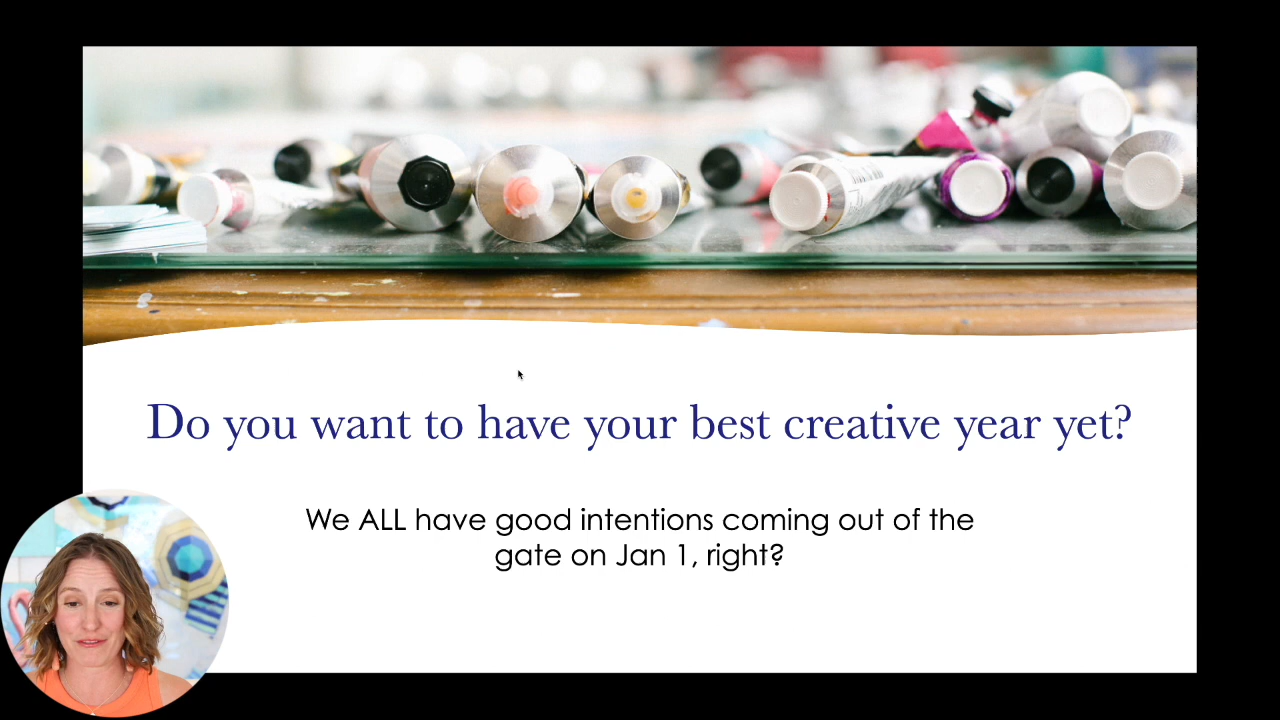 Do you want to have your best creative year yet?
We ALL have good intentions coming out of the
gate on Jan 1, right?